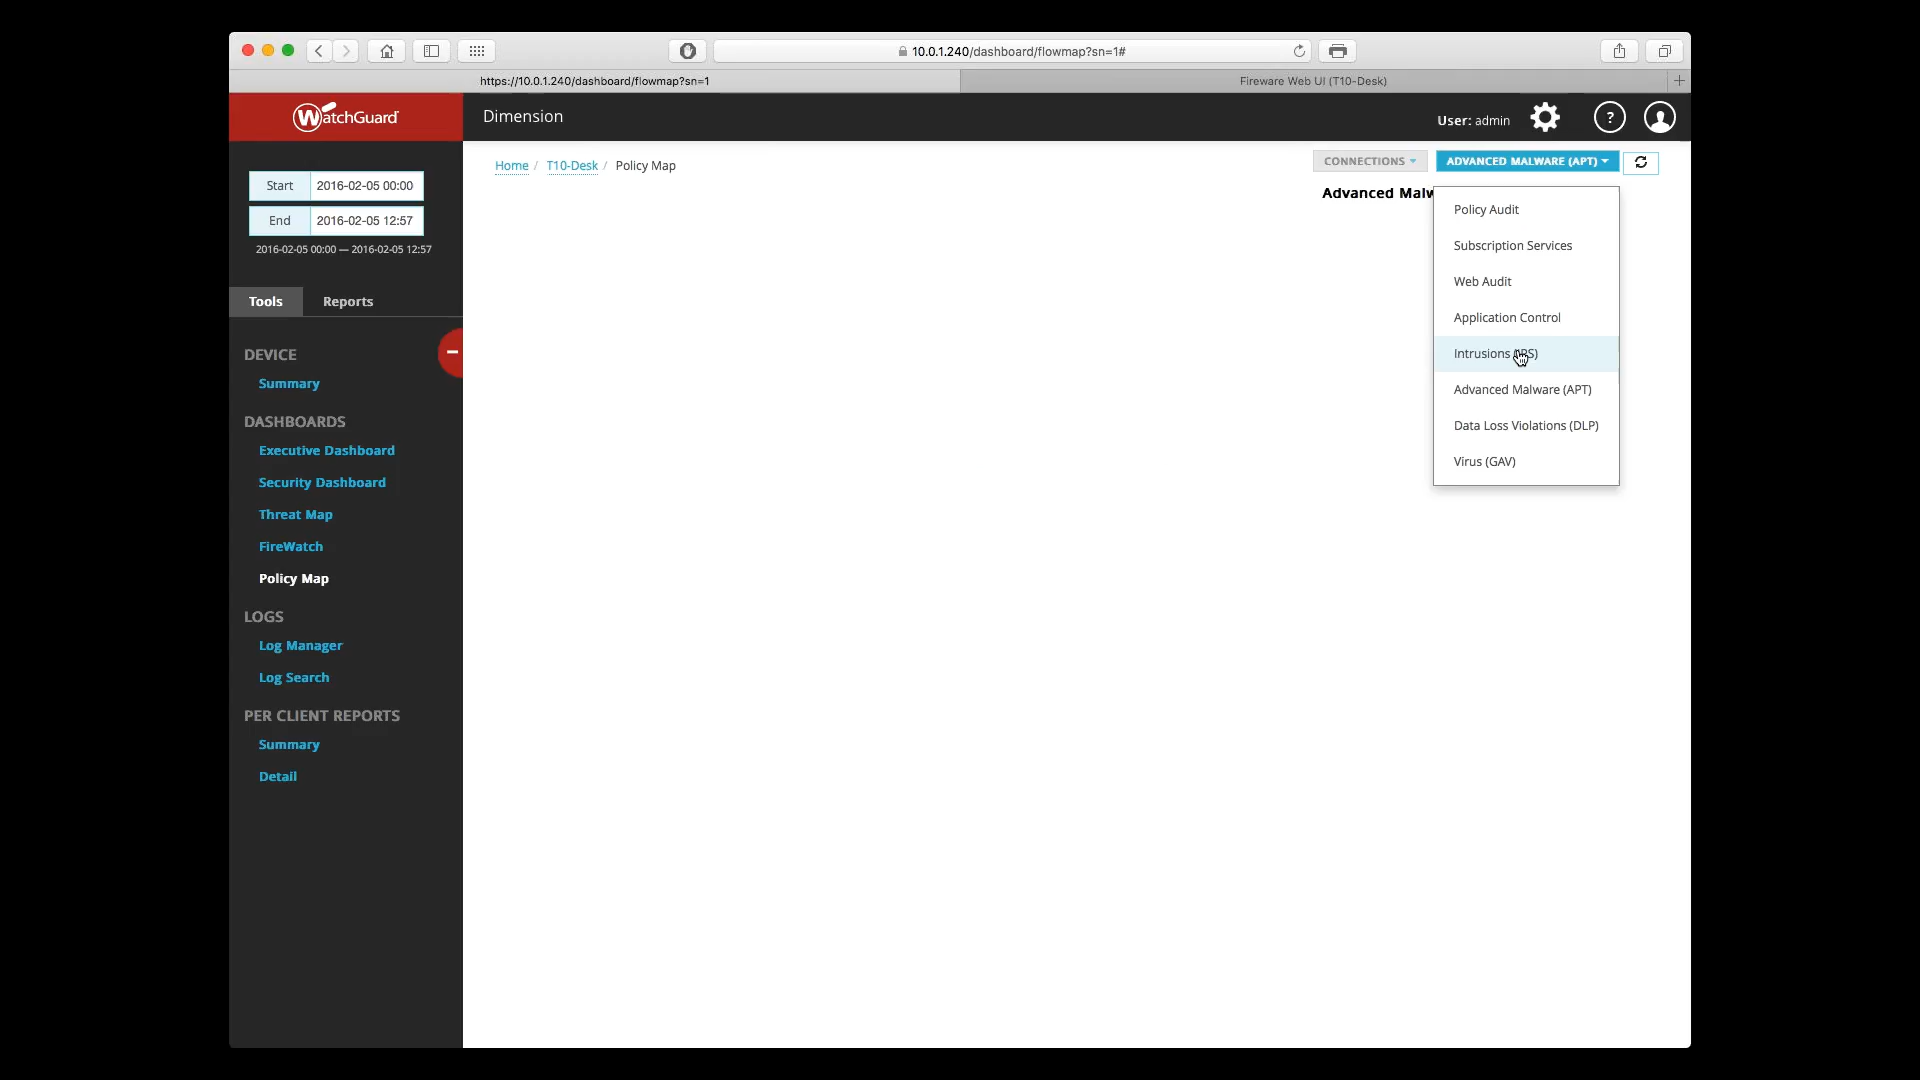 10.0.1.240/dashboard/flowmap?sn=1#
https://10.0.1.240/dashboard/flowmap?sn=1
Fireware Web UI (T10-Desk)
WatchGuard
Dimension
User: admin
?
Home / T10-Desk / Policy Map
CONNECTIONS
ADVANCED MALWARE (APT)
Advanced Malw
Start 2016-02-05 00:00
End 2016-02-05 12:57
2016-02-05 00:00 — 2016-02-05 12:57
Tools
Reports
DEVICE
Summary
DASHBOARDS
Executive Dashboard
Security Dashboard
Threat Map
FireWatch
Policy Map
LOGS
Log Manager
Log Search
PER CLIENT REPORTS
Summary
Detail
Policy Audit
Subscription Services
Web Audit
Application Control
Intrusions (IPS)
Advanced Malware (APT)
Data Loss Violations (DLP)
Virus (GAV)